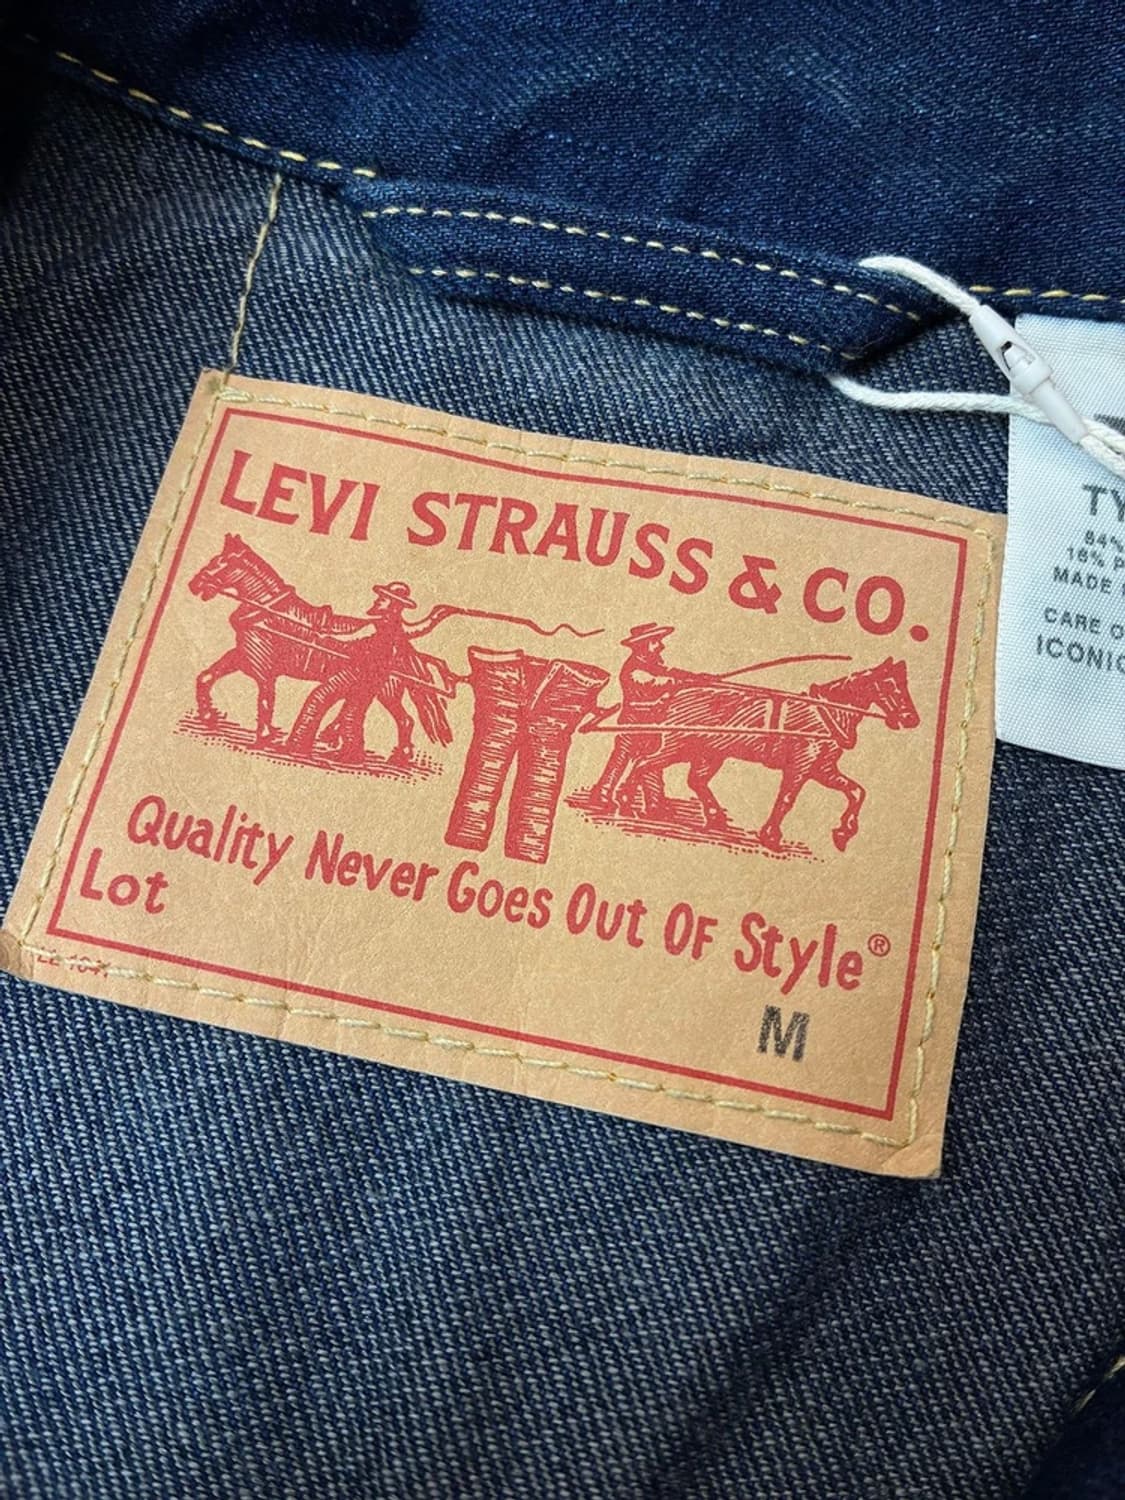 LEVI STRAUSS & CO.
Quality Never Goes Out Of Style®
Lot
M
84%
16% P
MADE
CARE O
ICONIC